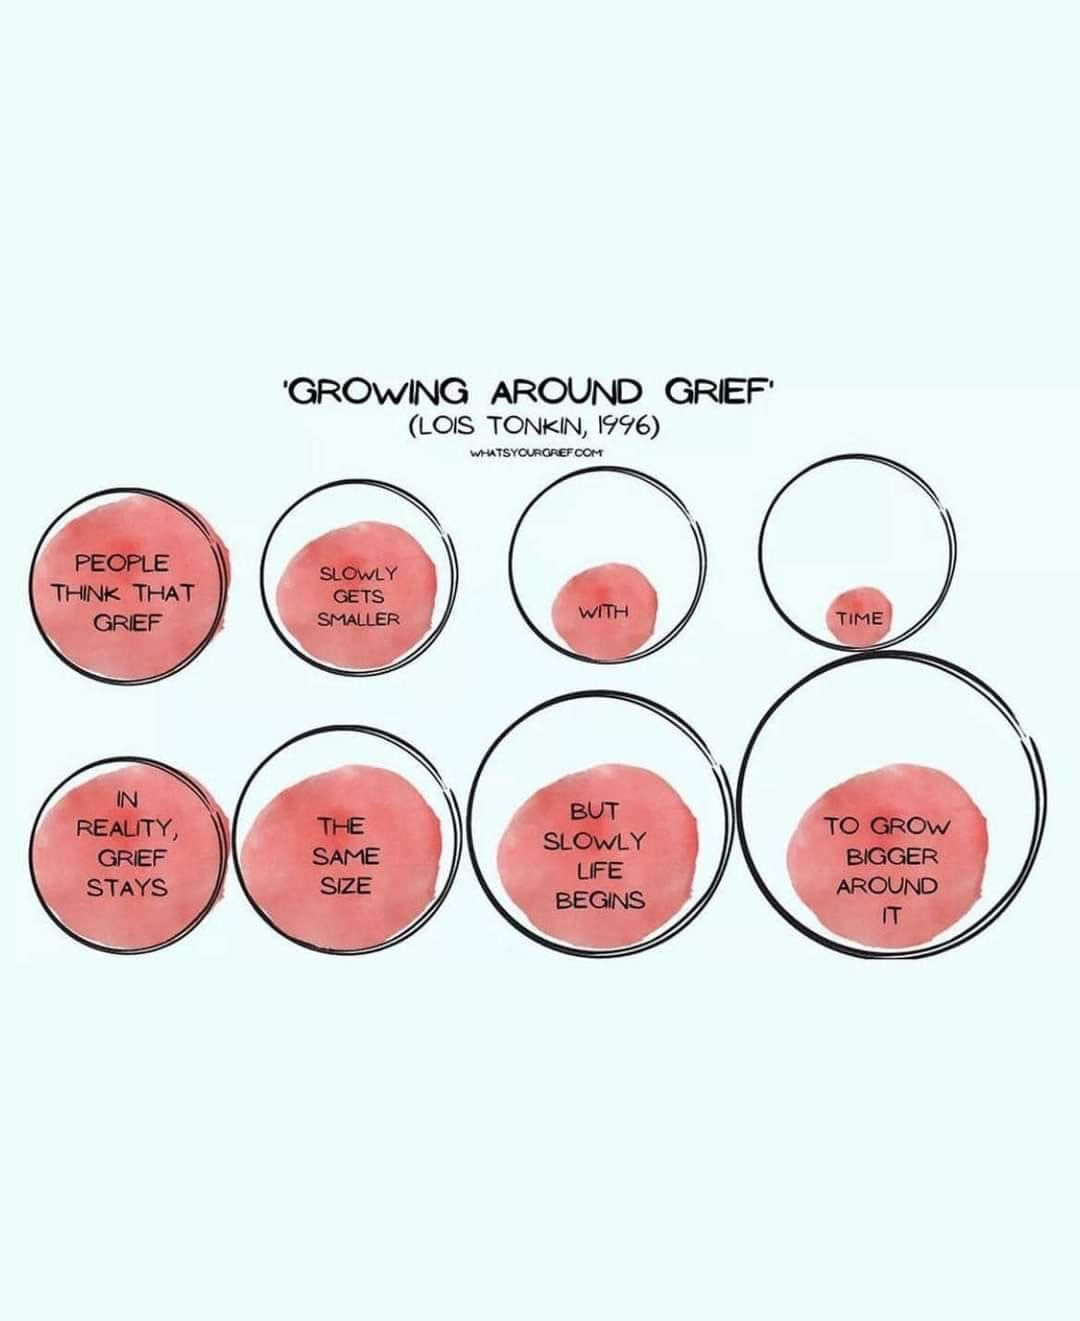 'GROWING AROUND GRIEF'
(LOIS TONKIN, 1996)
WHATSYOURGRIEF.COM
PEOPLE
THINK THAT
GRIEF
SLOWLY
GETS
SMALLER
WITH
TIME
IN
REALITY,
GRIEF
STAYS
THE
SAME
SIZE
BUT
SLOWLY
LIFE
BEGINS
TO GROW
BIGGER
AROUND
IT